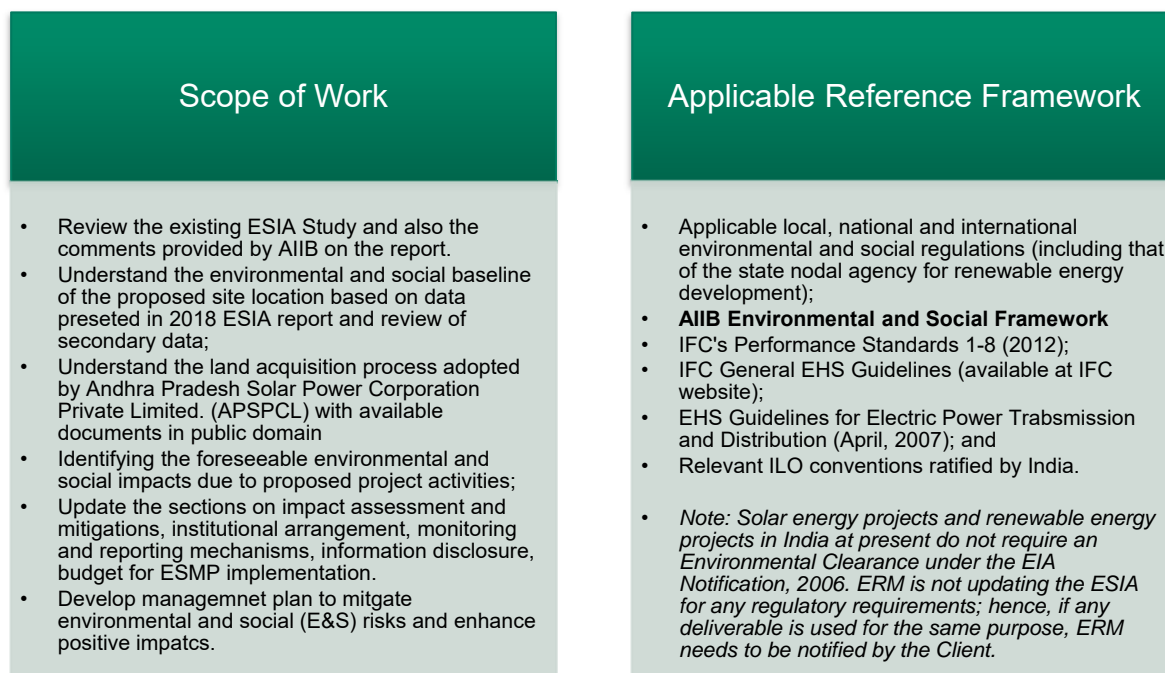 Scope of Work
• Review the existing ESIA Study and also the
comments provided by AIIB on the report.
• Understand the environmental and social baseline
of the proposed site location based on data
preseted in 2018 ESIA report and review of
secondary data;
• Understand the land acquisition process adopted
by Andhra Pradesh Solar Power Corporation
Private Limited. (APSPCL) with available
documents in public domain
• Identifying the foreseeable environmental and
social impacts due to proposed project activities;
• Update the sections on impact assessment and
mitigations, institutional arrangement, monitoring
and reporting mechanisms, information disclosure,
budget for ESMP implementation.
• Develop managemnet plan to mitgate
environmental and social (E&S) risks and enhance
positive impatcs.
Applicable Reference Framework
• Applicable local, national and international
environmental and social regulations (including that
of the state nodal agency for renewable energy
development);
• AIIB Environmental and Social Framework
• IFC's Performance Standards 1-8 (2012);
• IFC General EHS Guidelines (available at IFC
website);
• EHS Guidelines for Electric Power Trabsmission
and Distribution (April, 2007); and
• Relevant ILO conventions ratified by India.
• Note: Solar energy projects and renewable energy
projects in India at present do not require an
Environmental Clearance under the EIA
Notification, 2006. ERM is not updating the ESIA
for any regulatory requirements; hence, if any
deliverable is used for the same purpose, ERM
needs to be notified by the Client.